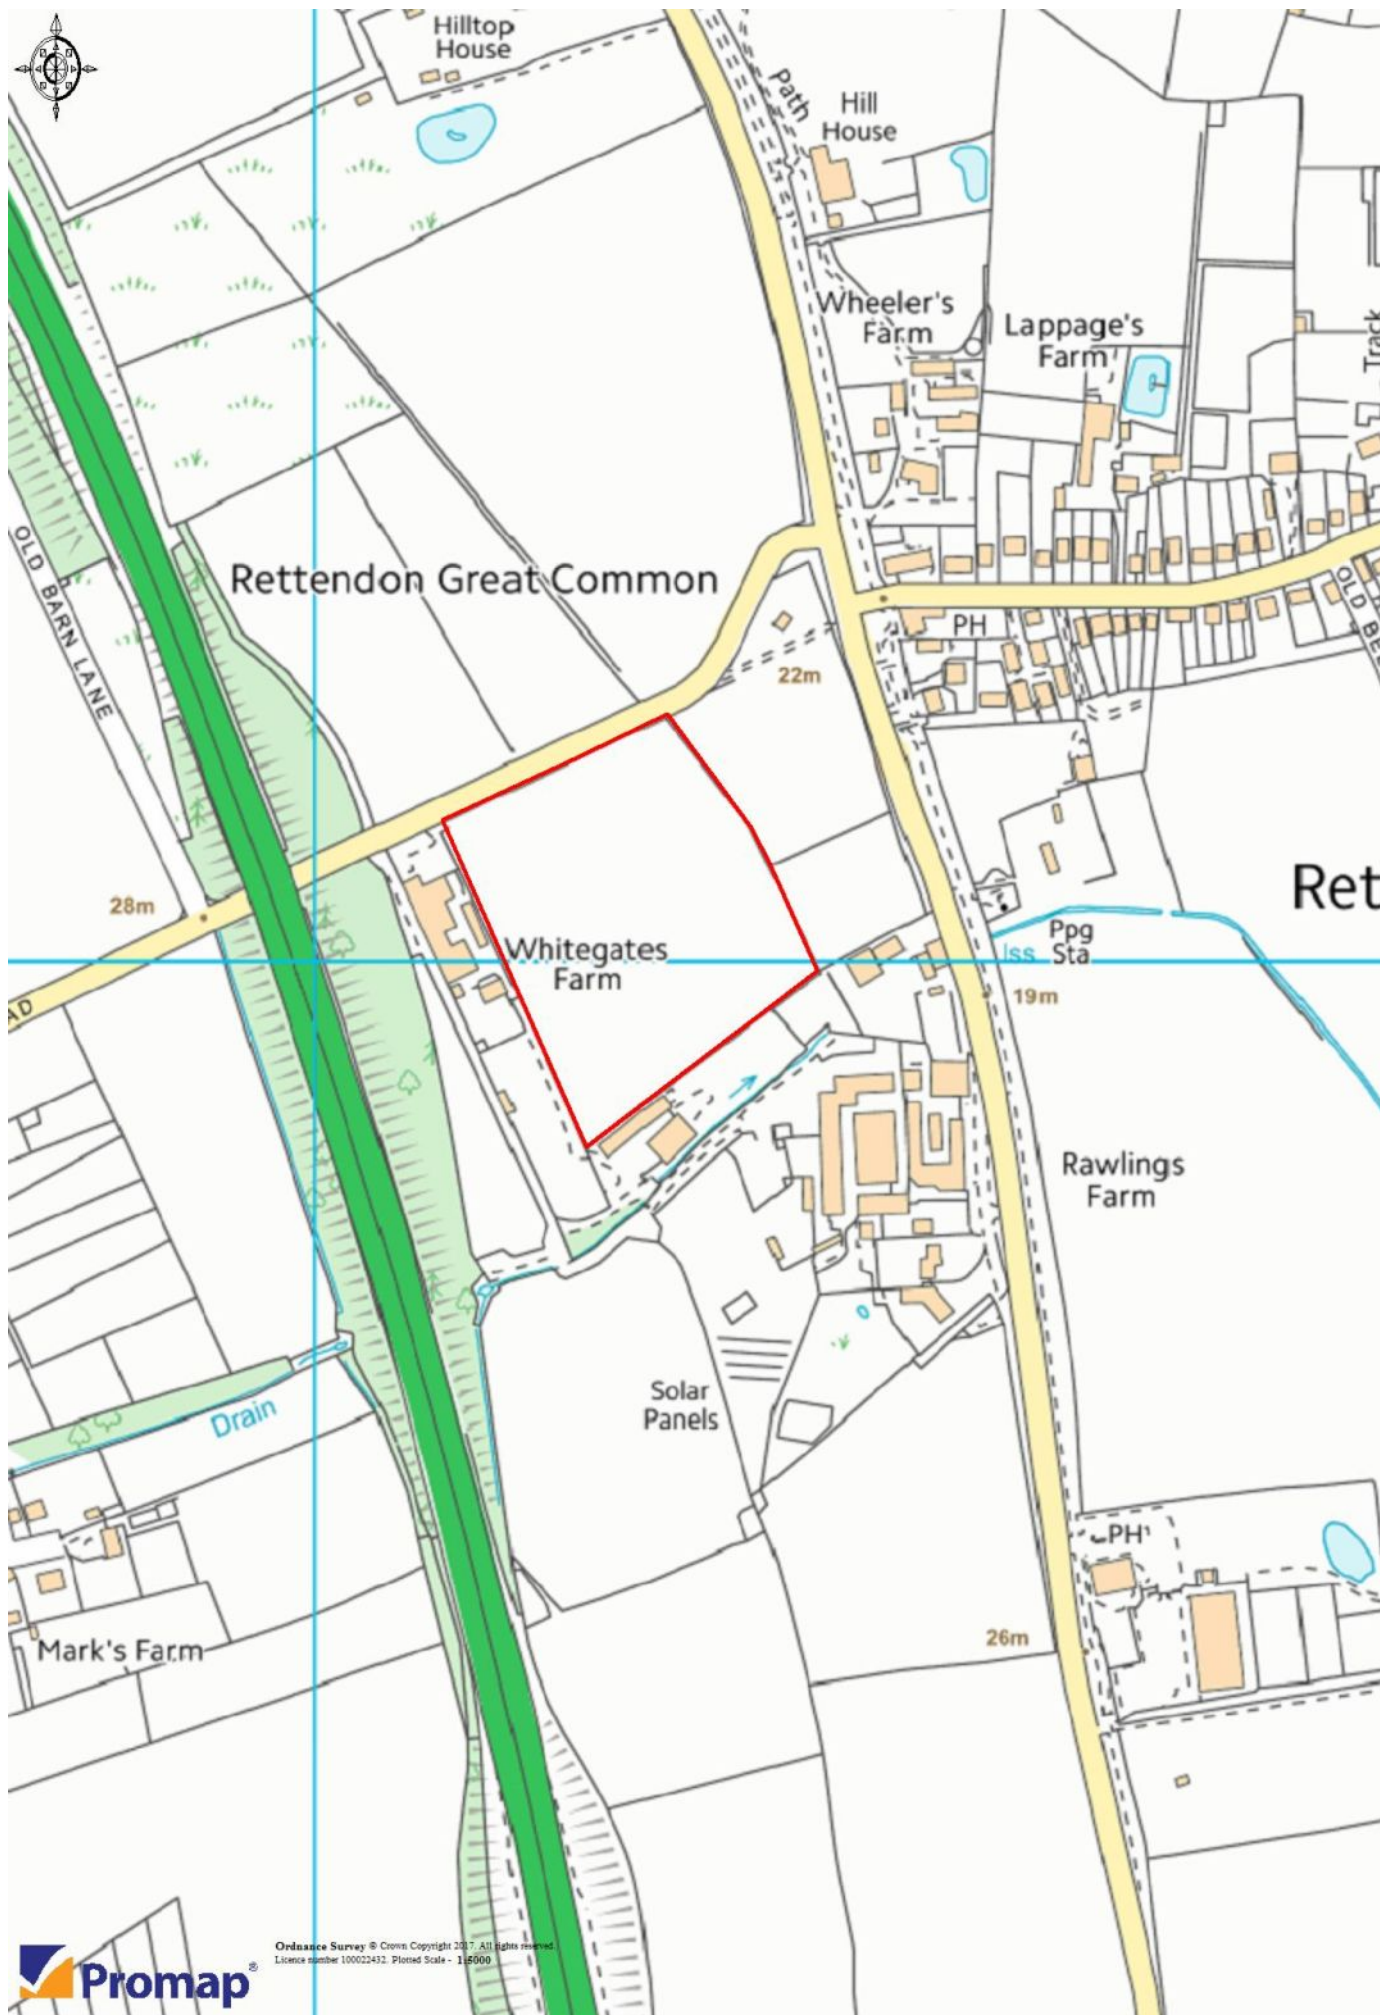 Hilltop
House
Path
Hill
House
Wheeler's
Farm
Lappage's
Farm
Track
OLD BARN LANE
Rettendon Great Common
PH
OLD BE
22m
28m
Ret
Whitegates
Farm
Iss
Ppg
Sta
19m
AD
Rawlings
Farm
Solar
Panels
Drain
PH
26m
Mark's Farm
Promap®
Ordnance Survey © Crown Copyright 2017. All rights reserved.
Licence number 100022432. Plotted Scale - 1:5000